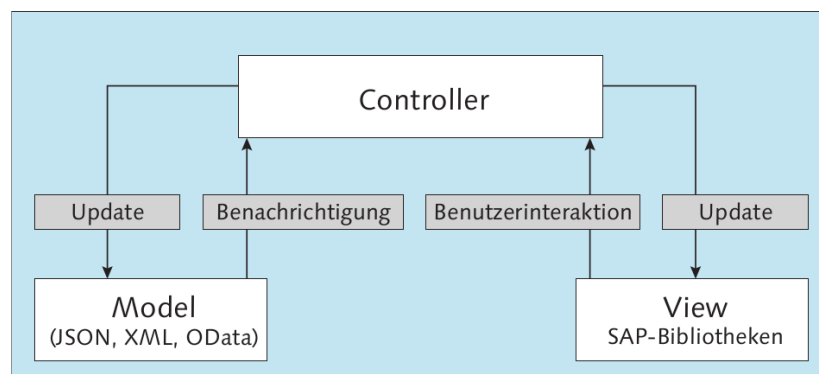 Controller
Update
Benachrichtigung
Benutzerinteraktion
Update
Model
(JSON, XML, OData)
View
SAP-Bibliotheken